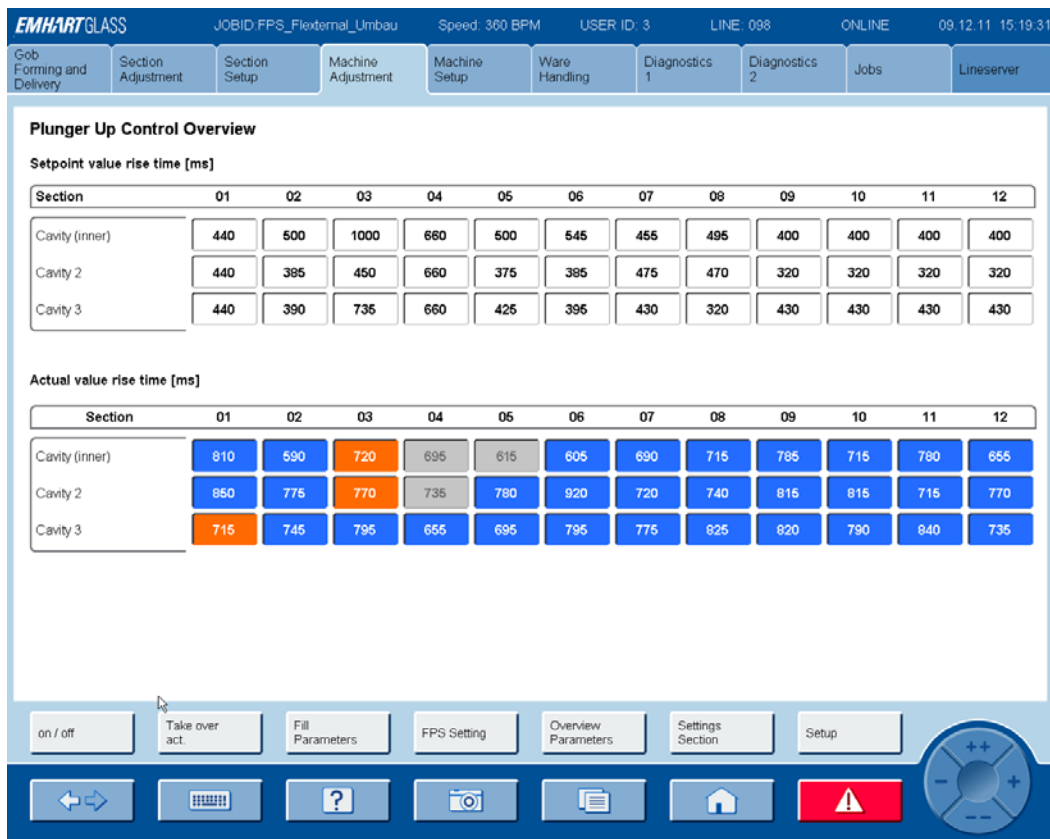 EMHARTGLASS JOBID:FPS_Flexternal_Umbau Speed: 360 BPM USER ID: 3 LINE: 098 ONLINE 09.12.11 15:19:31
Gob Forming and Delivery
Section Adjustment
Section Setup
Machine Adjustment
Machine Setup
Ware Handling
Diagnostics 1
Diagnostics 2
Jobs
Lineserver
Plunger Up Control Overview
Setpoint value rise time [ms]
Section 01 02 03 04 05 06 07 08 09 10 11 12
Cavity (inner) 440 500 1000 660 500 545 455 495 400 400 400 400
Cavity 2 440 385 450 660 375 385 475 470 320 320 320 320
Cavity 3 440 390 735 660 425 395 430 320 430 430 430 430
Actual value rise time [ms]
Section 01 02 03 04 05 06 07 08 09 10 11 12
Cavity (inner) 810 590 720 695 615 605 690 715 785 715 780 655
Cavity 2 850 775 770 735 780 920 720 740 815 815 715 770
Cavity 3 715 745 795 655 695 795 775 825 820 790 840 735
on / off
Take over act.
Fill Parameters
FPS Setting
Overview Parameters
Settings Section
Setup
++
- +
--
?